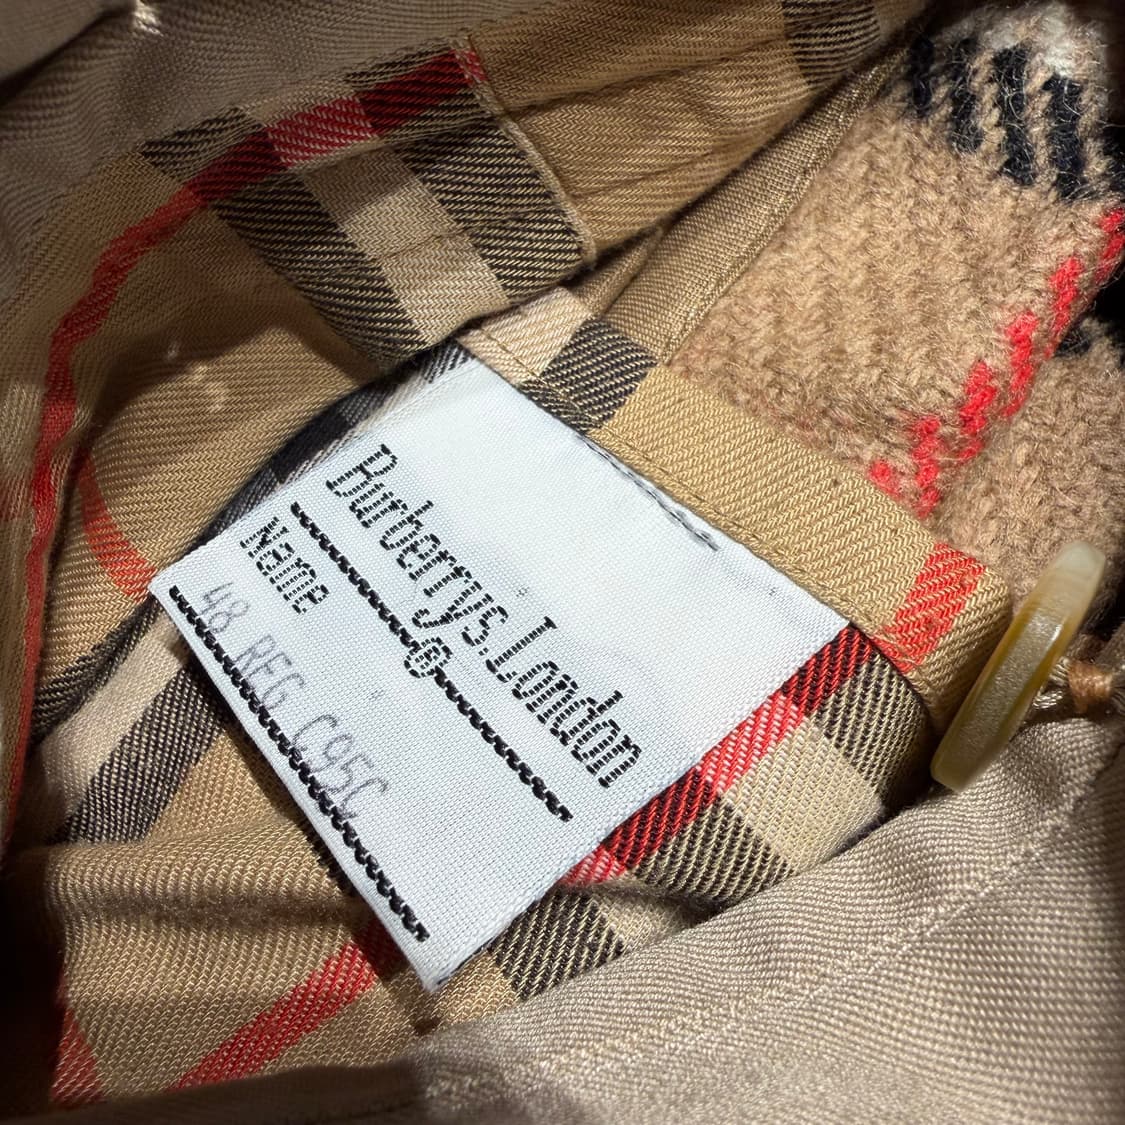 Burberrys.London
Name
48 REG C95C